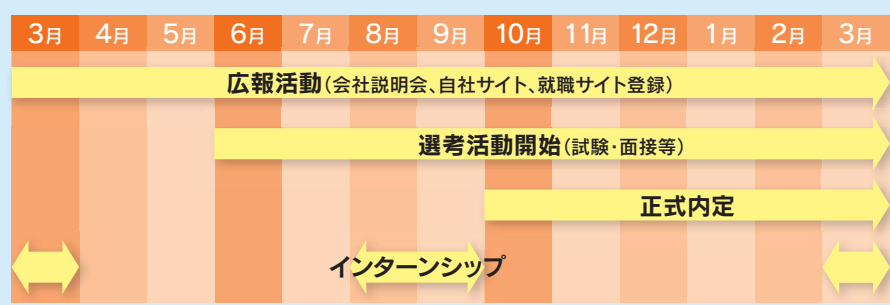 3月 4月 5月 6月 7月 8月 9月 10月 11月 12月 1月 2月 3月
広報活動(会社説明会、自社サイト、就職サイト登録)
選考活動開始(試験・面接等)
正式内定
インターンシップ